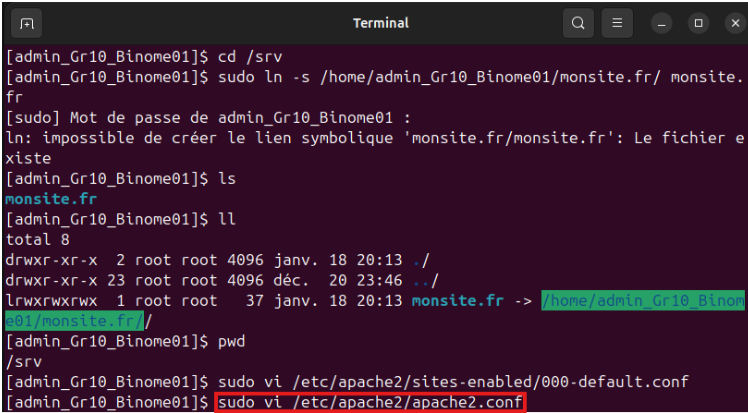 Terminal
[admin_Gr10_Binome01]$ cd /srv
[admin_Gr10_Binome01]$ sudo ln -s /home/admin_Gr10_Binome01/monsite.fr/ monsite.
fr
[sudo] Mot de passe de admin_Gr10_Binome01 :
ln: impossible de créer le lien symbolique 'monsite.fr/monsite.fr': Le fichier e
xiste
[admin_Gr10_Binome01]$ ls
monsite.fr
[admin_Gr10_Binome01]$ ll
total 8
drwxr-xr-x  2 root root 4096 janv. 18 20:13 ./
drwxr-xr-x 23 root root 4096 déc.  20 23:46 ../
lrwxrwxrwx  1 root root   37 janv. 18 20:13 monsite.fr -> /home/admin_Gr10_Binom
e01/monsite.fr//
[admin_Gr10_Binome01]$ pwd
/srv
[admin_Gr10_Binome01]$ sudo vi /etc/apache2/sites-enabled/000-default.conf
[admin_Gr10_Binome01]$ sudo vi /etc/apache2/apache2.conf